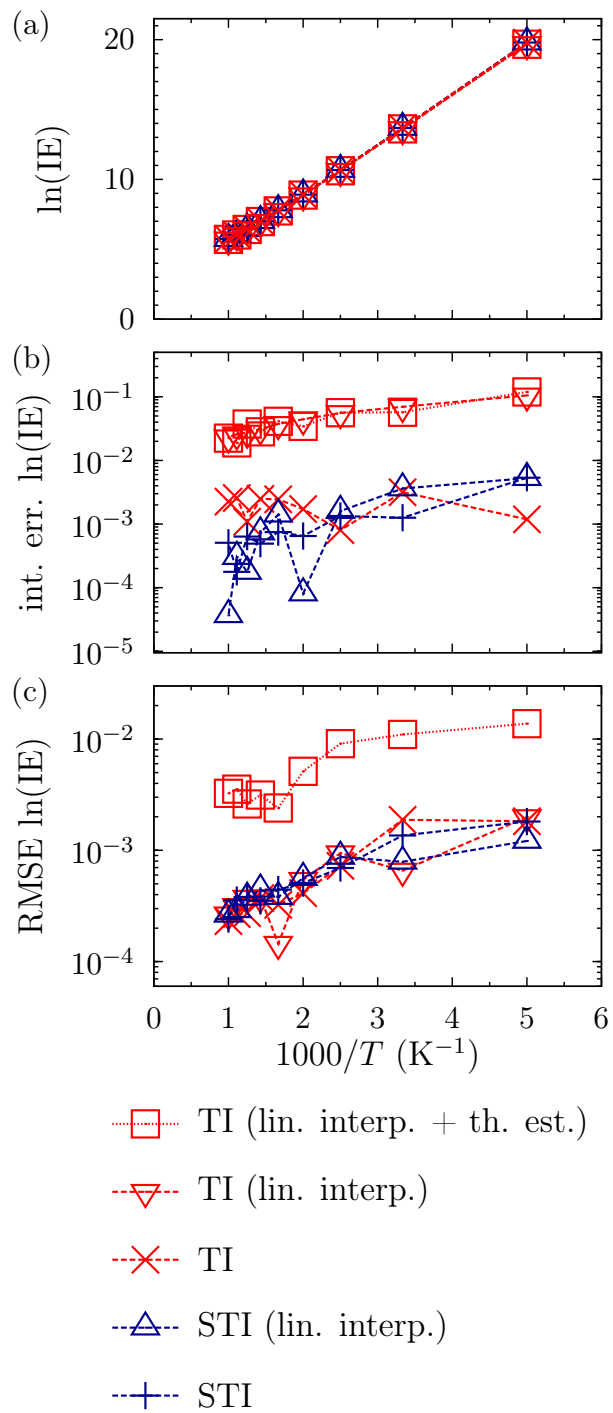 (a)
ln(IE)
20
10
0
(b)
int. err. ln(IE)
10⁻¹
10⁻²
10⁻³
10⁻⁴
10⁻⁵
(c)
RMSE ln(IE)
10⁻²
10⁻³
10⁻⁴
0 1 2 3 4 5 6
1000/T (K⁻¹)
TI (lin. interp. + th. est.)
TI (lin. interp.)
TI
STI (lin. interp.)
STI